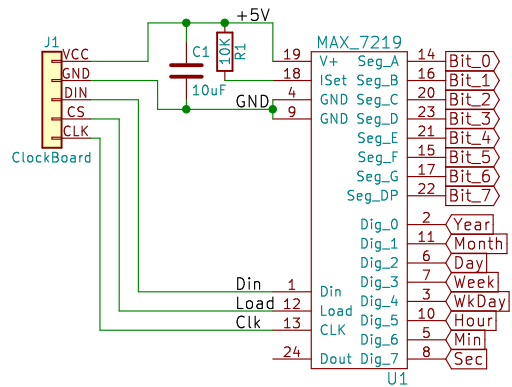 +5V
J1
VCC
GND
DIN
CS
CLK
ClockBoard
C1
10uF
10K
R1
GND
MAX_7219
19 V+ Seg_A 14 Bit_0
18 ISet Seg_B 16 Bit_1
4 GND Seg_C 20 Bit_2
9 GND Seg_D 23 Bit_3
Seg_E 21 Bit_4
Seg_F 15 Bit_5
Seg_G 17 Bit_6
Seg_DP 22 Bit_7
Dig_0 2 Year
Dig_1 11 Month
Dig_2 6 Day
Dig_3 7 Week
Din 1 Din Dig_4 3 WkDay
Load 12 Load Dig_5 10 Hour
Clk 13 CLK Dig_6 5 Min
24 Dout Dig_7 8 Sec
U1